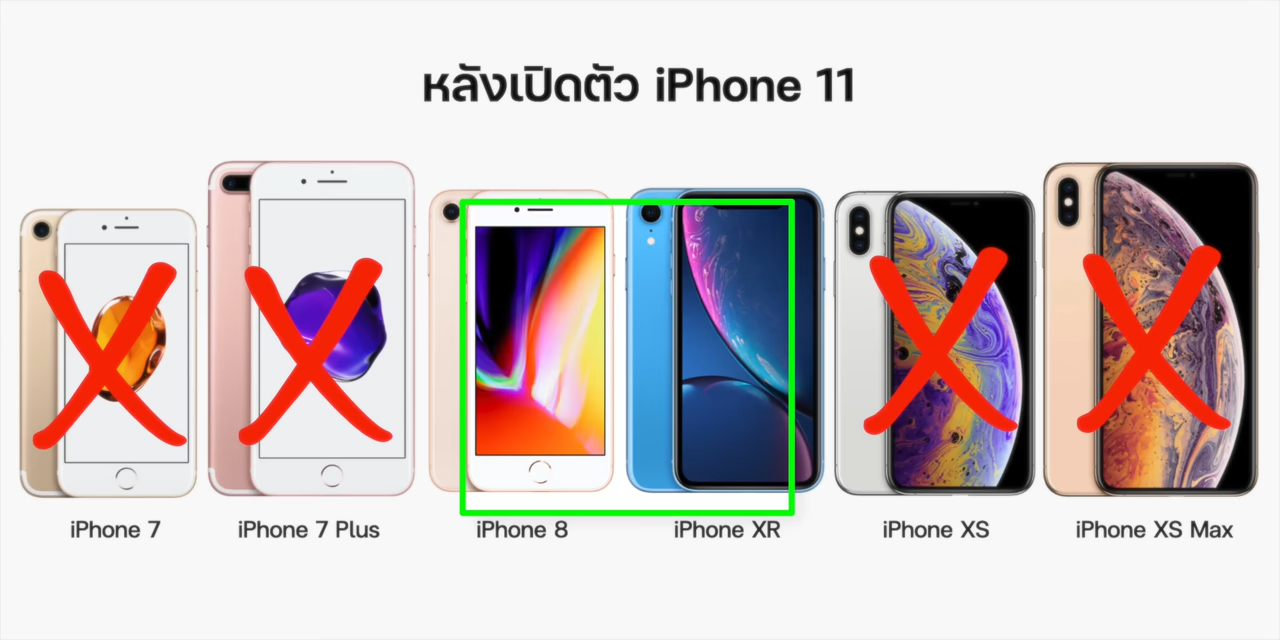 หลังเปิดตัว iPhone 11
iPhone 7
iPhone 7 Plus
iPhone 8
iPhone XR
iPhone XS
iPhone XS Max